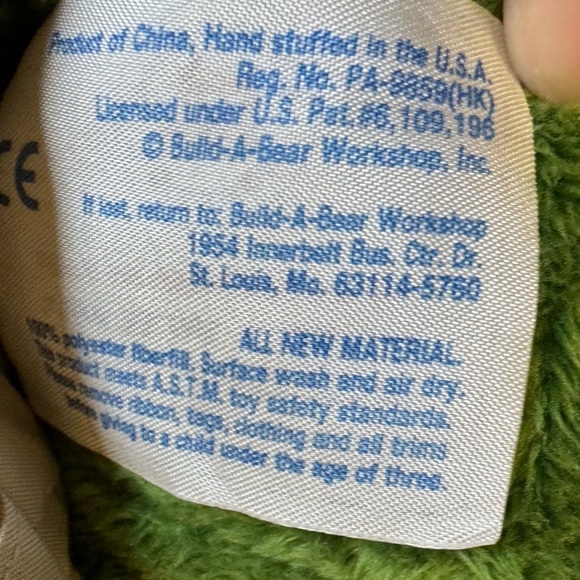 Product of China, Hand stuffed in the U.S.A.
Reg. No. PA-8859(HK)
Licensed under U.S. Pat.#6,109,196
© Build-A-Bear Workshop, Inc.
CE
If lost, return to: Build-A-Bear Workshop
1954 Innerbelt Bus. Ctr. Dr.
St. Louis, Mo. 63114-5760
ALL NEW MATERIAL.
100% polyester fiberfill, Surface wash and air dry.
This product meets A.S.T.M. toy safety standards.
Please remove ribbon, tags, clothing and all trims
before giving to a child under the age of three.